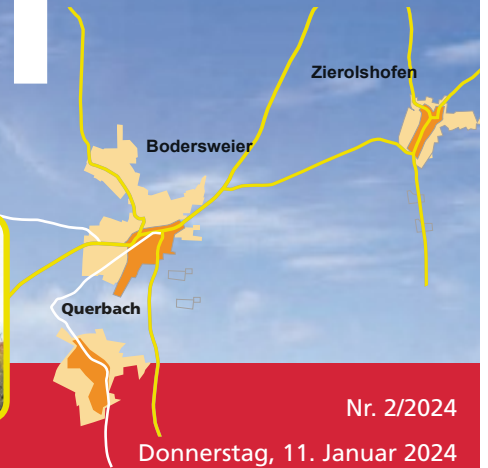 Zierolshofen
Bodersweier
Querbach
Nr. 2/2024
Donnerstag, 11. Januar 2024